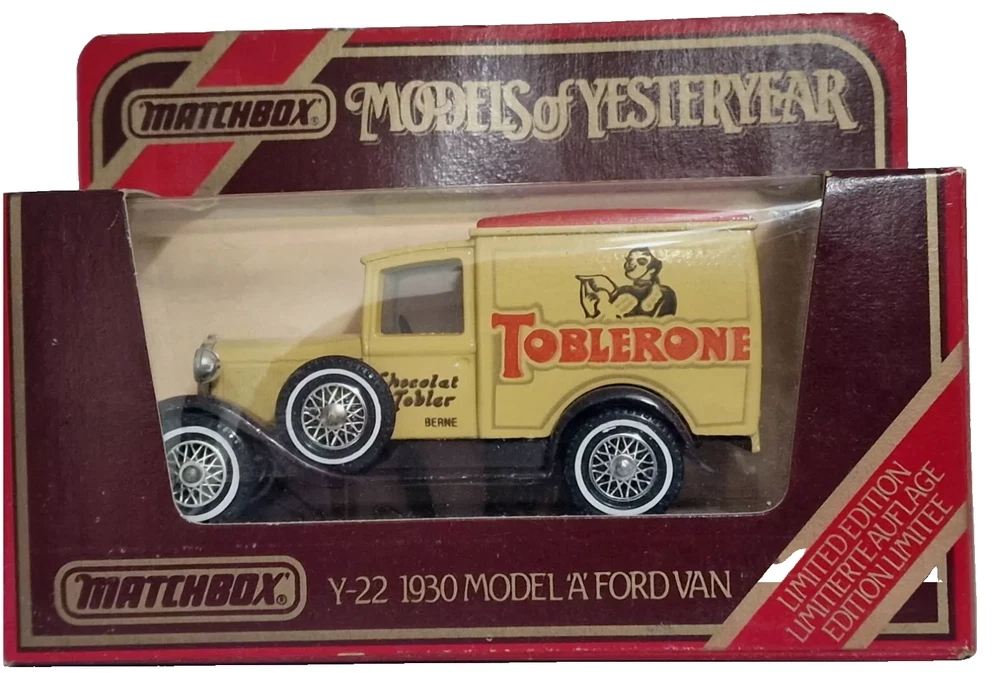 MATCHBOX
MODELS of YESTERYEAR
TOBLERONE
Chocolat
Tobler
BERNE
MATCHBOX
Y-22 1930 MODEL 'A' FORD VAN
LIMITED EDITION
LIMITIERTE AUFLAGE
EDITION LIMITEE